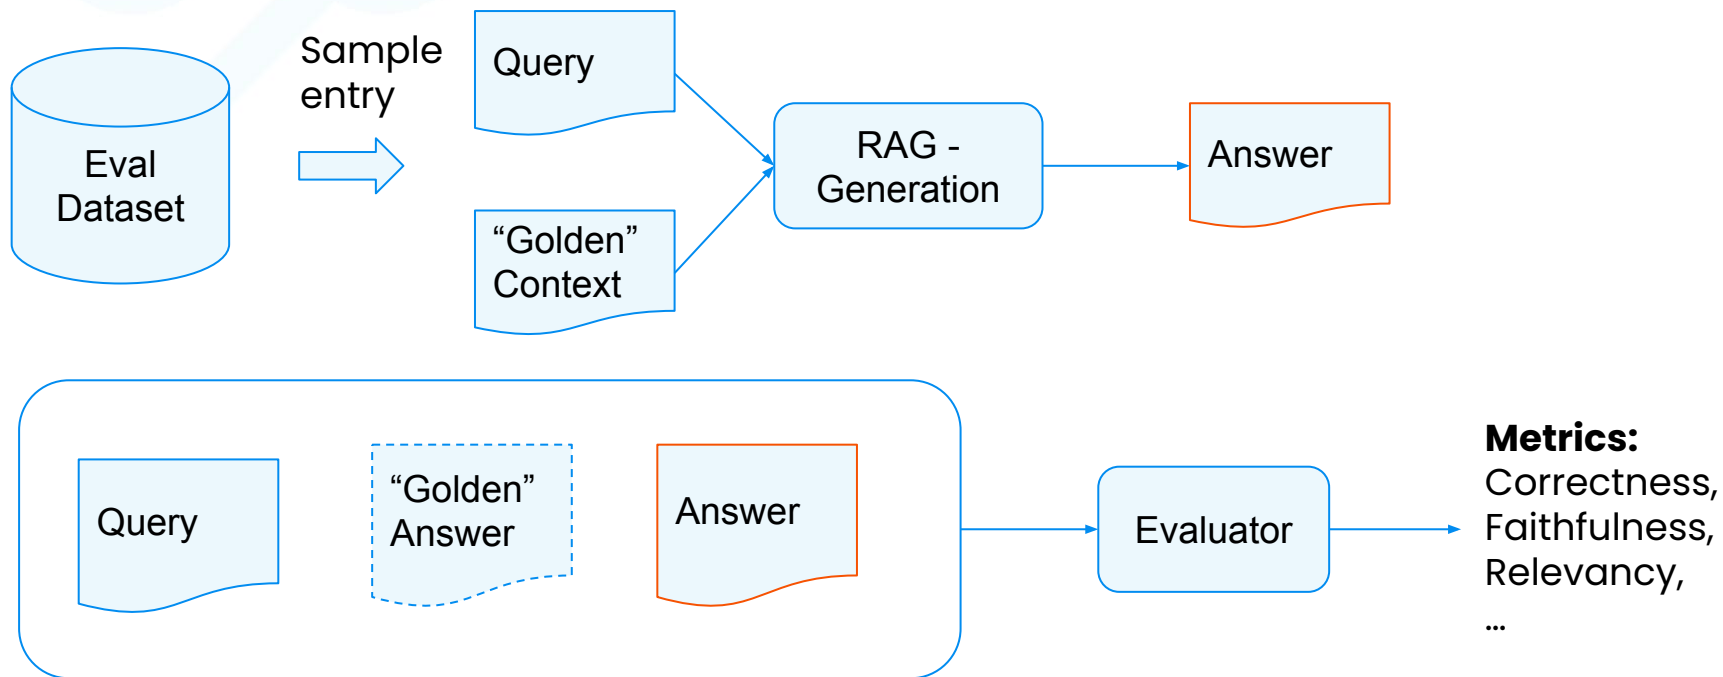 Eval
Dataset
Sample
entry
Query
“Golden”
Context
RAG -
Generation
Answer
Query
“Golden”
Answer
Answer
Evaluator
Metrics:
Correctness,
Faithfulness,
Relevancy,
...